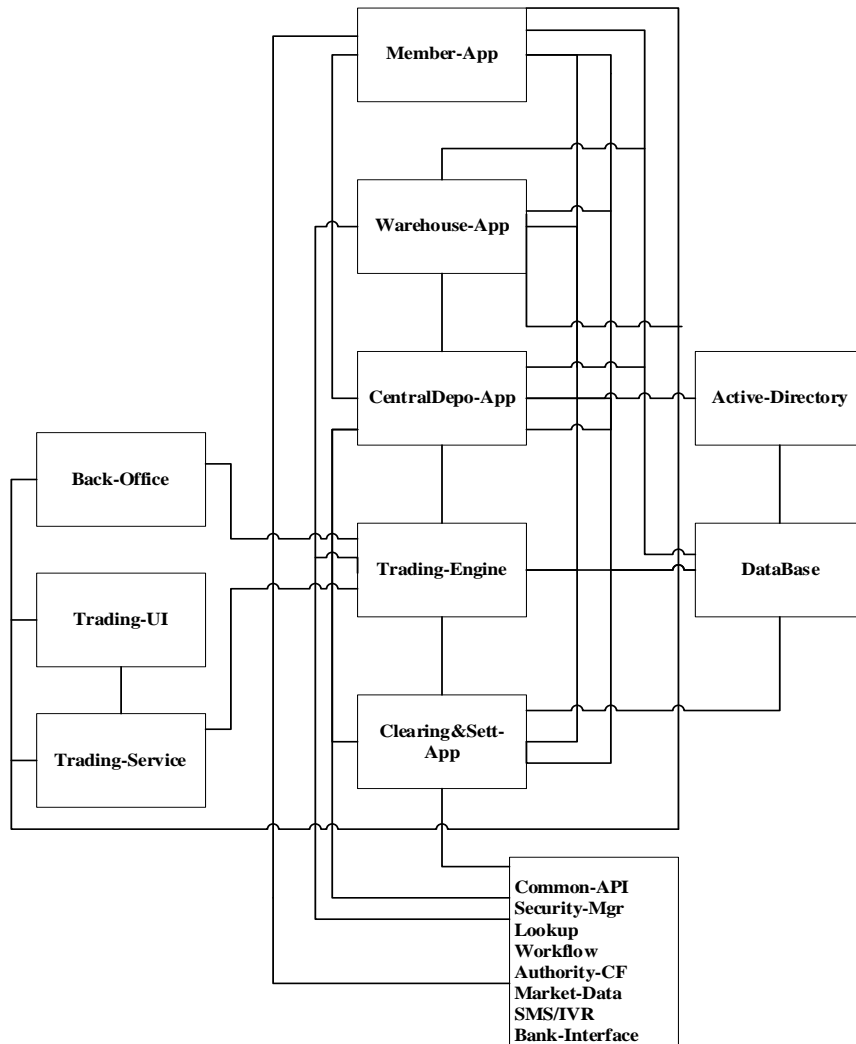 Member-App
Warehouse-App
CentralDepo-App
Active-Directory
Back-Office
Trading-Engine
DataBase
Trading-UI
Clearing&Sett-
App
Trading-Service
Common-API
Security-Mgr
Lookup
Workflow
Authority-CF
Market-Data
SMS/IVR
Bank-Interface